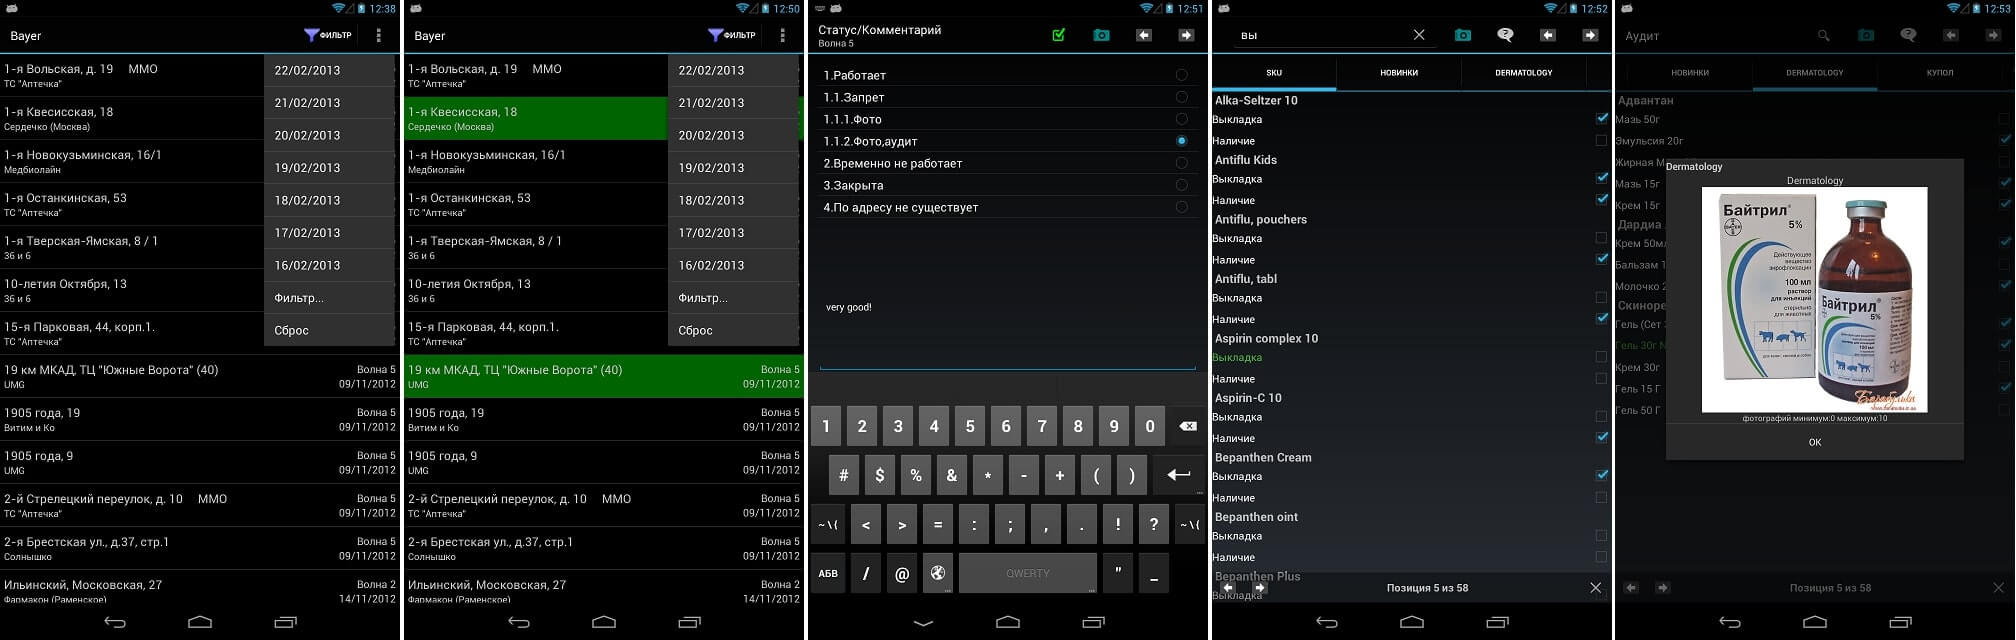 12:38
Bayer
ФИЛЬТР
1-я Вольская, д. 19 ММО
ТС "Аптечка"
1-я Квесисская, 18
Сердечко (Москва)
1-я Новокузьминская, 16/1
Медбиолайн
1-я Останкинская, 53
ТС "Аптечка"
1-я Тверская-Ямская, 8 / 1
36 и 6
10-летия Октября, 13
36 и 6
15-я Парковая, 44, корп.1.
ТС "Аптечка"
22/02/2013
21/02/2013
20/02/2013
19/02/2013
18/02/2013
17/02/2013
16/02/2013
Фильтр...
Сброс
19 км МКАД, ТЦ "Южные Ворота" (40) Волна 5
UMG 09/11/2012
1905 года, 19 Волна 5
Витим и Ко 09/11/2012
1905 года, 9 Волна 5
UMG 09/11/2012
2-й Стрелецкий переулок, д. 10 ММО Волна 5
ТС "Аптечка" 09/11/2012
2-я Брестская ул., д.37, стр.1 Волна 5
Солнышко 09/11/2012
Ильинский, Московская, 27 Волна 2
Фармакон (Раменское) 14/11/2012
12:50
Bayer
ФИЛЬТР
1-я Вольская, д. 19 ММО
ТС "Аптечка"
1-я Квесисская, 18
Сердечко (Москва)
1-я Новокузьминская, 16/1
Медбиолайн
1-я Останкинская, 53
ТС "Аптечка"
1-я Тверская-Ямская, 8 / 1
36 и 6
10-летия Октября, 13
36 и 6
15-я Парковая, 44, корп.1.
ТС "Аптечка"
22/02/2013
21/02/2013
20/02/2013
19/02/2013
18/02/2013
17/02/2013
16/02/2013
Фильтр...
Сброс
19 км МКАД, ТЦ "Южные Ворота" (40) Волна 5
UMG 09/11/2012
1905 года, 19 Волна 5
Витим и Ко 09/11/2012
1905 года, 9 Волна 5
UMG 09/11/2012
2-й Стрелецкий переулок, д. 10 ММО Волна 5
ТС "Аптечка" 09/11/2012
2-я Брестская ул., д.37, стр.1 Волна 5
Солнышко 09/11/2012
Ильинский, Московская, 27 Волна 2
Фармакон (Раменское) 14/11/2012
12:51
Статус/Комментарий
Волна 5
1.Работает
1.1.Запрет
1.1.1.Фото
1.1.2.Фото,аудит
2.Временно не работает
3.Закрыта
4.По адресу не существует
very good!
1 2 3 4 5 6 7 8 9 0
# $ % & * - + ( )
~\{ < > = : ; , . ! ? ~\{
АБВ / @ QWERTY " _
12:52
вы
SKU НОВИНКИ DERMATOLOGY
Alka-Seltzer 10
Выкладка
Наличие
Antiflu Kids
Выкладка
Наличие
Antiflu, pouchers
Выкладка
Наличие
Antiflu, tabl
Выкладка
Наличие
Aspirin complex 10
Выкладка
Наличие
Aspirin-C 10
Выкладка
Наличие
Bepanthen Cream
Выкладка
Наличие
Bepanthen oint
Выкладка
Наличие
Bepanthen Plus
Выкладка
Позиция 5 из 58
12:53
Аудит
НОВИНКИ DERMATOLOGY КУПОЛ
Адвантан
Мазь 50г
Эмульсия 20г
Жирная М
Мазь 15г
Крем 15г
Дардиа
Крем 50мл
Бальзам 1
Молочко 2
Скиноре
Гель (Сет
Гель 30г N
Крем 30г
Гель 15 Г
Гель 50 Г
Dermatology
Dermatology
Байтрил®
5%
Действующее
вещество
энрофлоксацин
100 мл
раствор
для инъекций
стерильно
для животных
Байтрил®
5%
фотографий минимум:0 максимум:10
ОК
Позиция 5 из 58